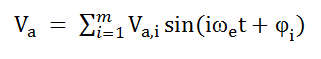 Vₐ = ∑ᵢ₌₁ᵐ Vₐ,ᵢ sin(iωₑt + φᵢ)